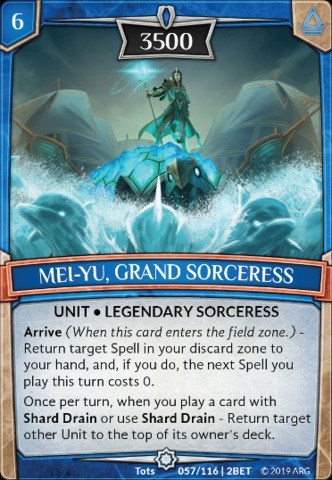 6
3500
MEI-YU, GRAND SORCERESS
UNIT • LEGENDARY SORCERESS
Arrive (When this card enters the field zone.) -
Return target Spell in your discard zone to
your hand, and, if you do, the next Spell you
play this turn costs 0.
Once per turn, when you play a card with
Shard Drain or use Shard Drain - Return target
other Unit to the top of its owner's deck.
Tots 057/116 | 2BET © 2019 ARG